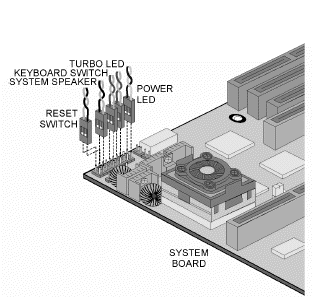 TURBO LED
KEYBOARD SWITCH
SYSTEM SPEAKER
POWER
LED
RESET
SWITCH
SYSTEM
BOARD